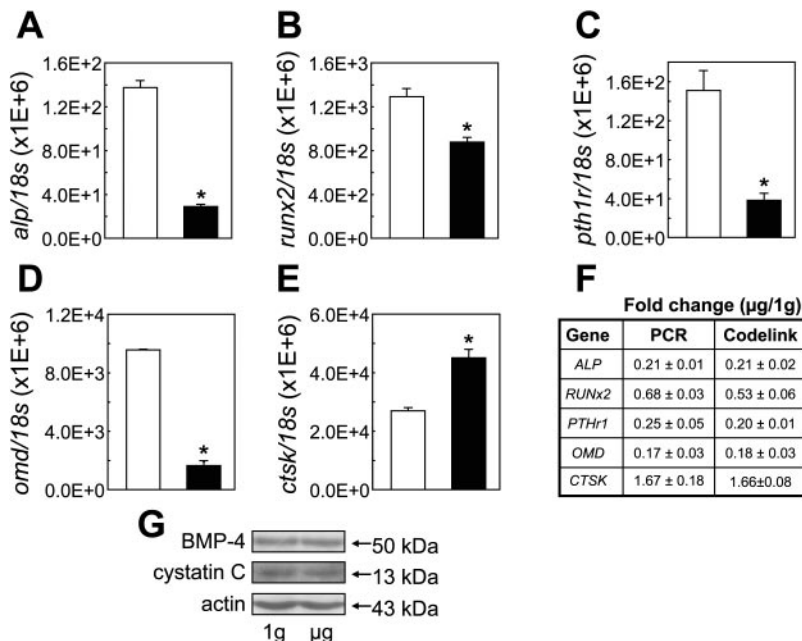 A
alp/18s (x1E+6)
1.6E+2
1.2E+2
8.0E+1
4.0E+1
0.0E+0
*
B
runx2/18s (x1E+6)
1.6E+3
1.2E+3
8.0E+2
4.0E+2
0.0E+0
*
C
pth1r/18s (x1E+6)
1.6E+2
1.2E+2
8.0E+1
4.0E+1
0.0E+0
*
D
omd/18s (x1E+6)
1.2E+4
9.0E+3
6.0E+3
3.0E+3
0.0E+0
*
E
ctsk/18s (x1E+6)
6.0E+4
4.0E+4
2.0E+4
0.0E+0
*
F
Fold change (µg/1g)
Gene PCR Codelink
ALP 0.21 ± 0.01 0.21 ± 0.02
RUNx2 0.68 ± 0.03 0.53 ± 0.06
PTHr1 0.25 ± 0.05 0.20 ± 0.01
OMD 0.17 ± 0.03 0.18 ± 0.03
CTSK 1.67 ± 0.18 1.66±0.08
G
BMP-4 ←50 kDa
cystatin C ←13 kDa
actin ←43 kDa
1g µg